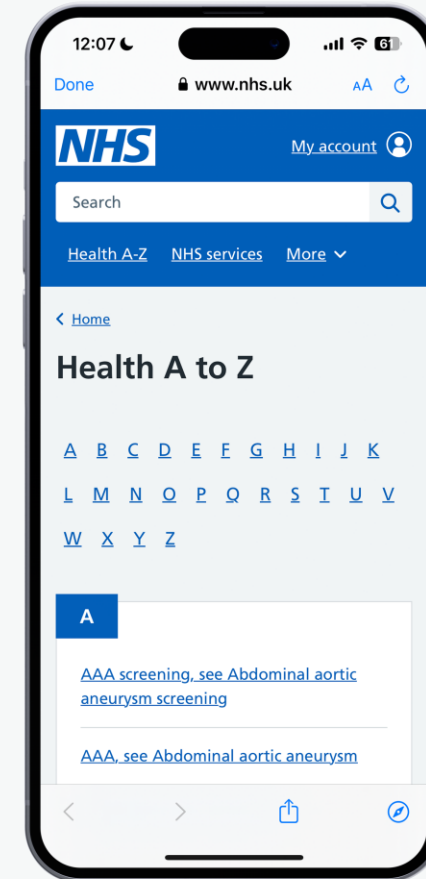 12:07 61
Done www.nhs.uk AA
NHS My account
Search
Health A-Z NHS services More
Home
Health A to Z
A B C D E F G H I J K
L M N O P Q R S T U V
W X Y Z
A
AAA screening, see Abdominal aortic
aneurysm screening
AAA, see Abdominal aortic aneurysm